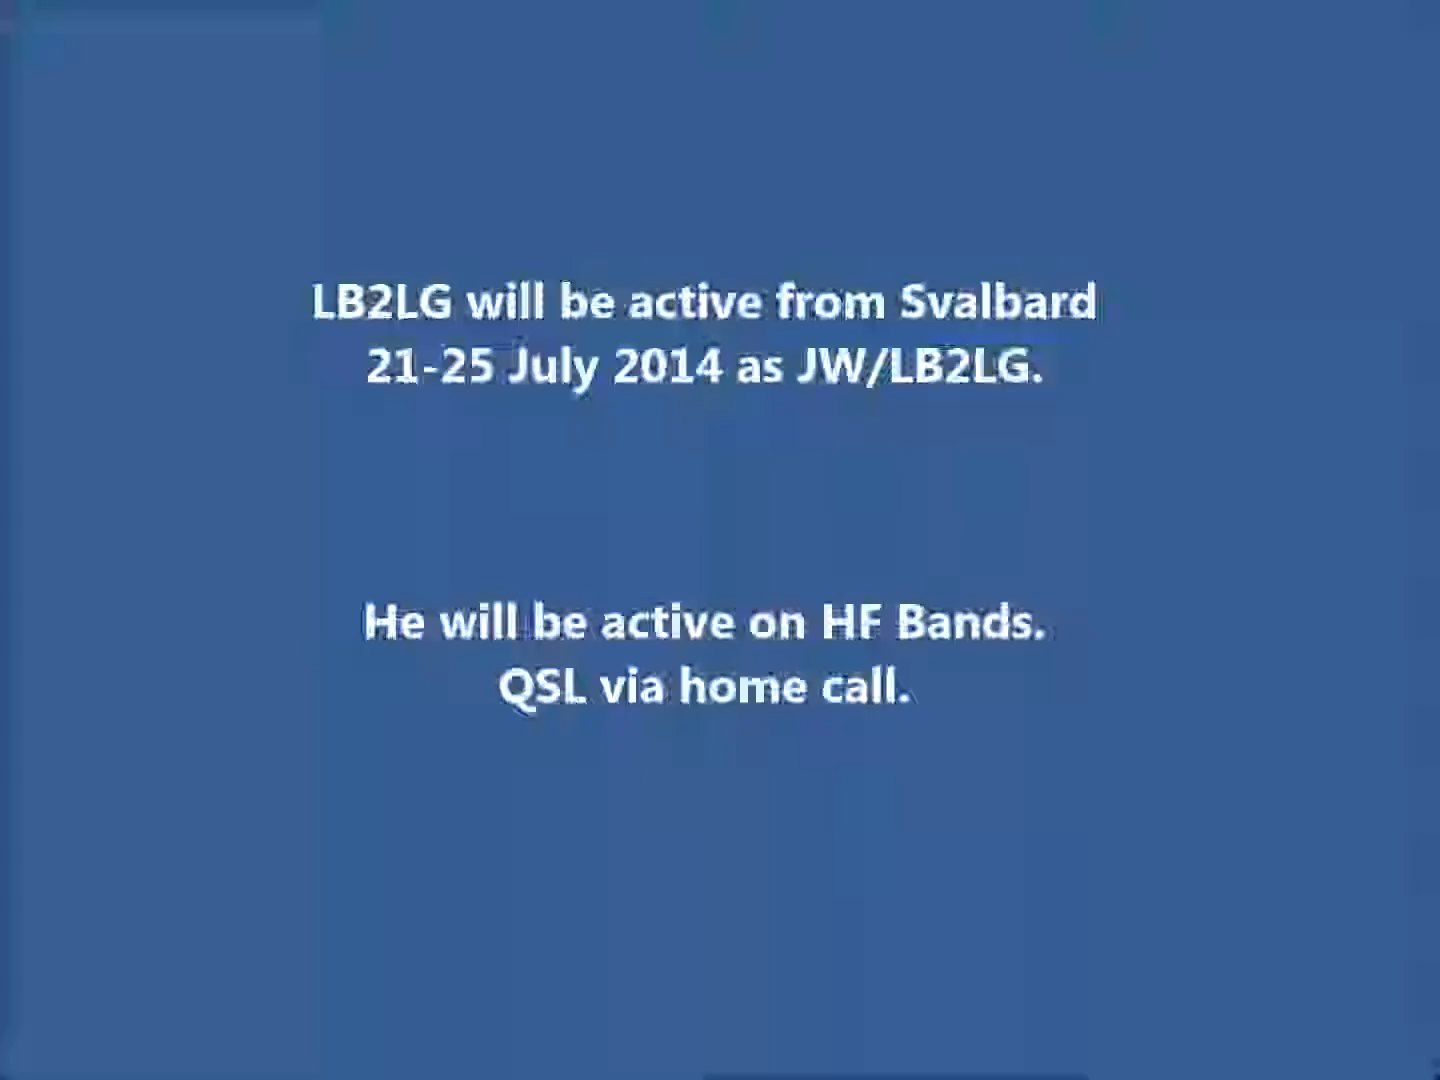 LB2LG will be active from Svalbard
21-25 July 2014 as JW/LB2LG.
He will be active on HF Bands.
QSL via home call.